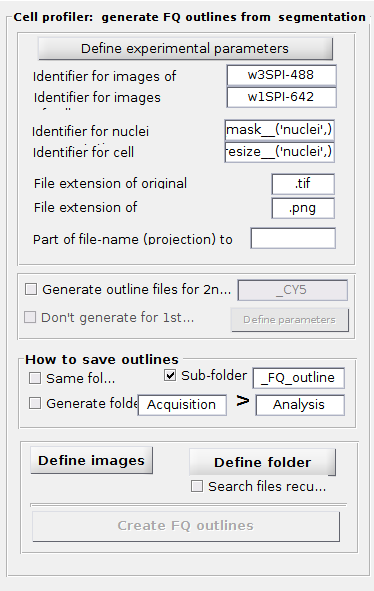 Cell profiler: generate FQ outlines from segmentation
Define experimental parameters
Identifier for images of w3SPI-488
Identifier for images w1SPI-642
Identifier for nuclei mask__('nuclei',)
Identifier for cell resize__('nuclei',)
File extension of original .tif
File extension of .png
Part of file-name (projection) to
Generate outline files for 2n... _CY5
Don't generate for 1st... Define parameters
How to save outlines
Same fol... Sub-folder _FQ_outline
Generate folde Acquisition > Analysis
Define images Define folder
Search files recu...
Create FQ outlines